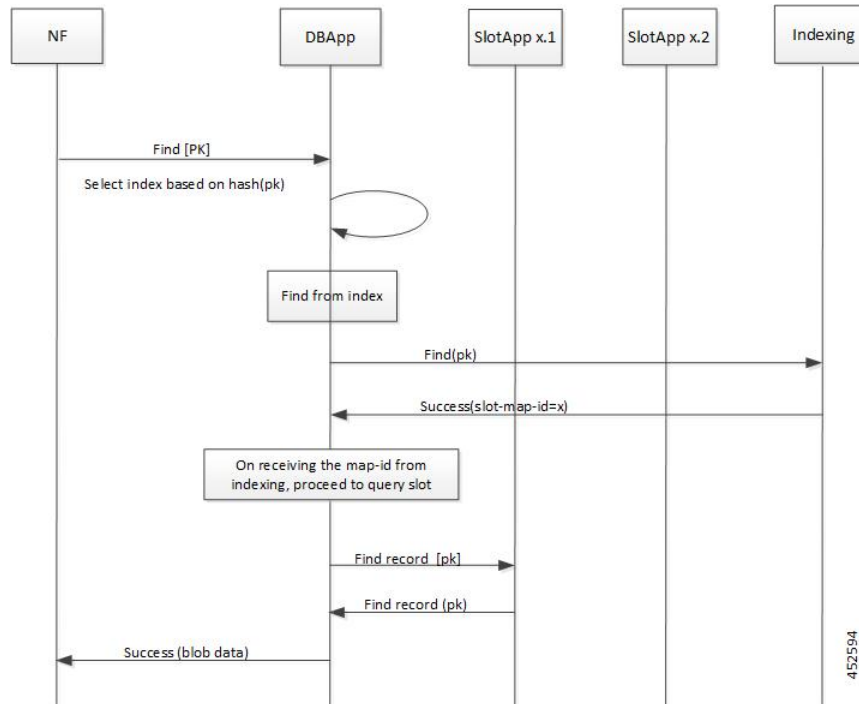 NF
DBApp
SlotApp x.1
SlotApp x.2
Indexing
Find [PK]
Select index based on hash(pk)
Find from index
Find(pk)
Success(slot-map-id=x)
On receiving the map-id from
indexing, proceed to query slot
Find record [pk]
Find record (pk)
Success (blob data)
452594